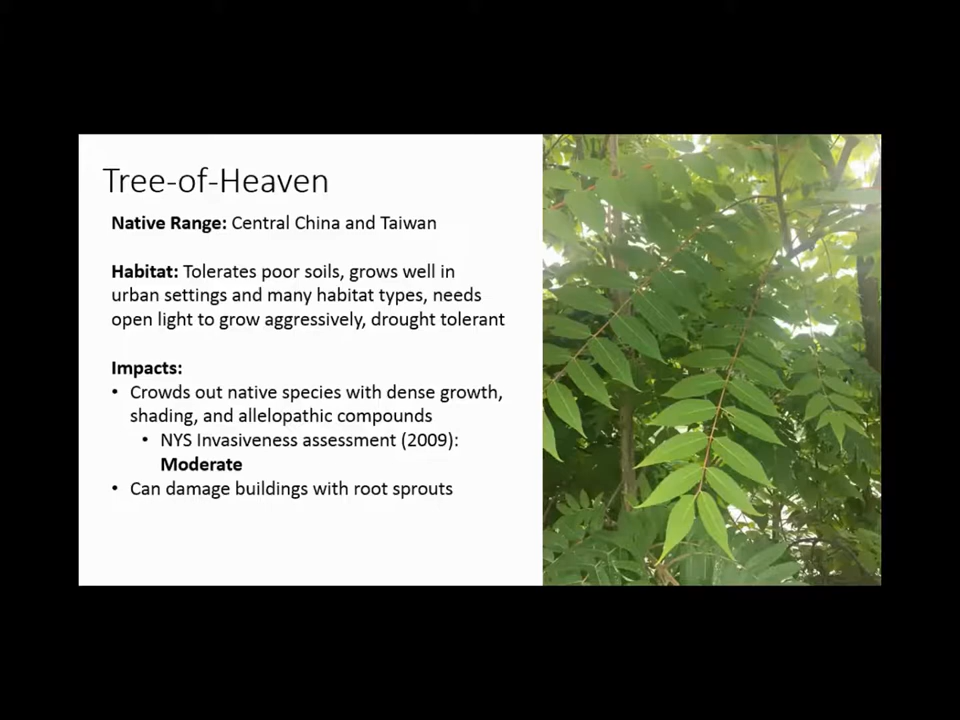 Tree-of-Heaven
Native Range: Central China and Taiwan
Habitat: Tolerates poor soils, grows well in
urban settings and many habitat types, needs
open light to grow aggressively, drought tolerant
Impacts:
• Crowds out native species with dense growth,
shading, and allelopathic compounds
• NYS Invasiveness assessment (2009):
Moderate
• Can damage buildings with root sprouts